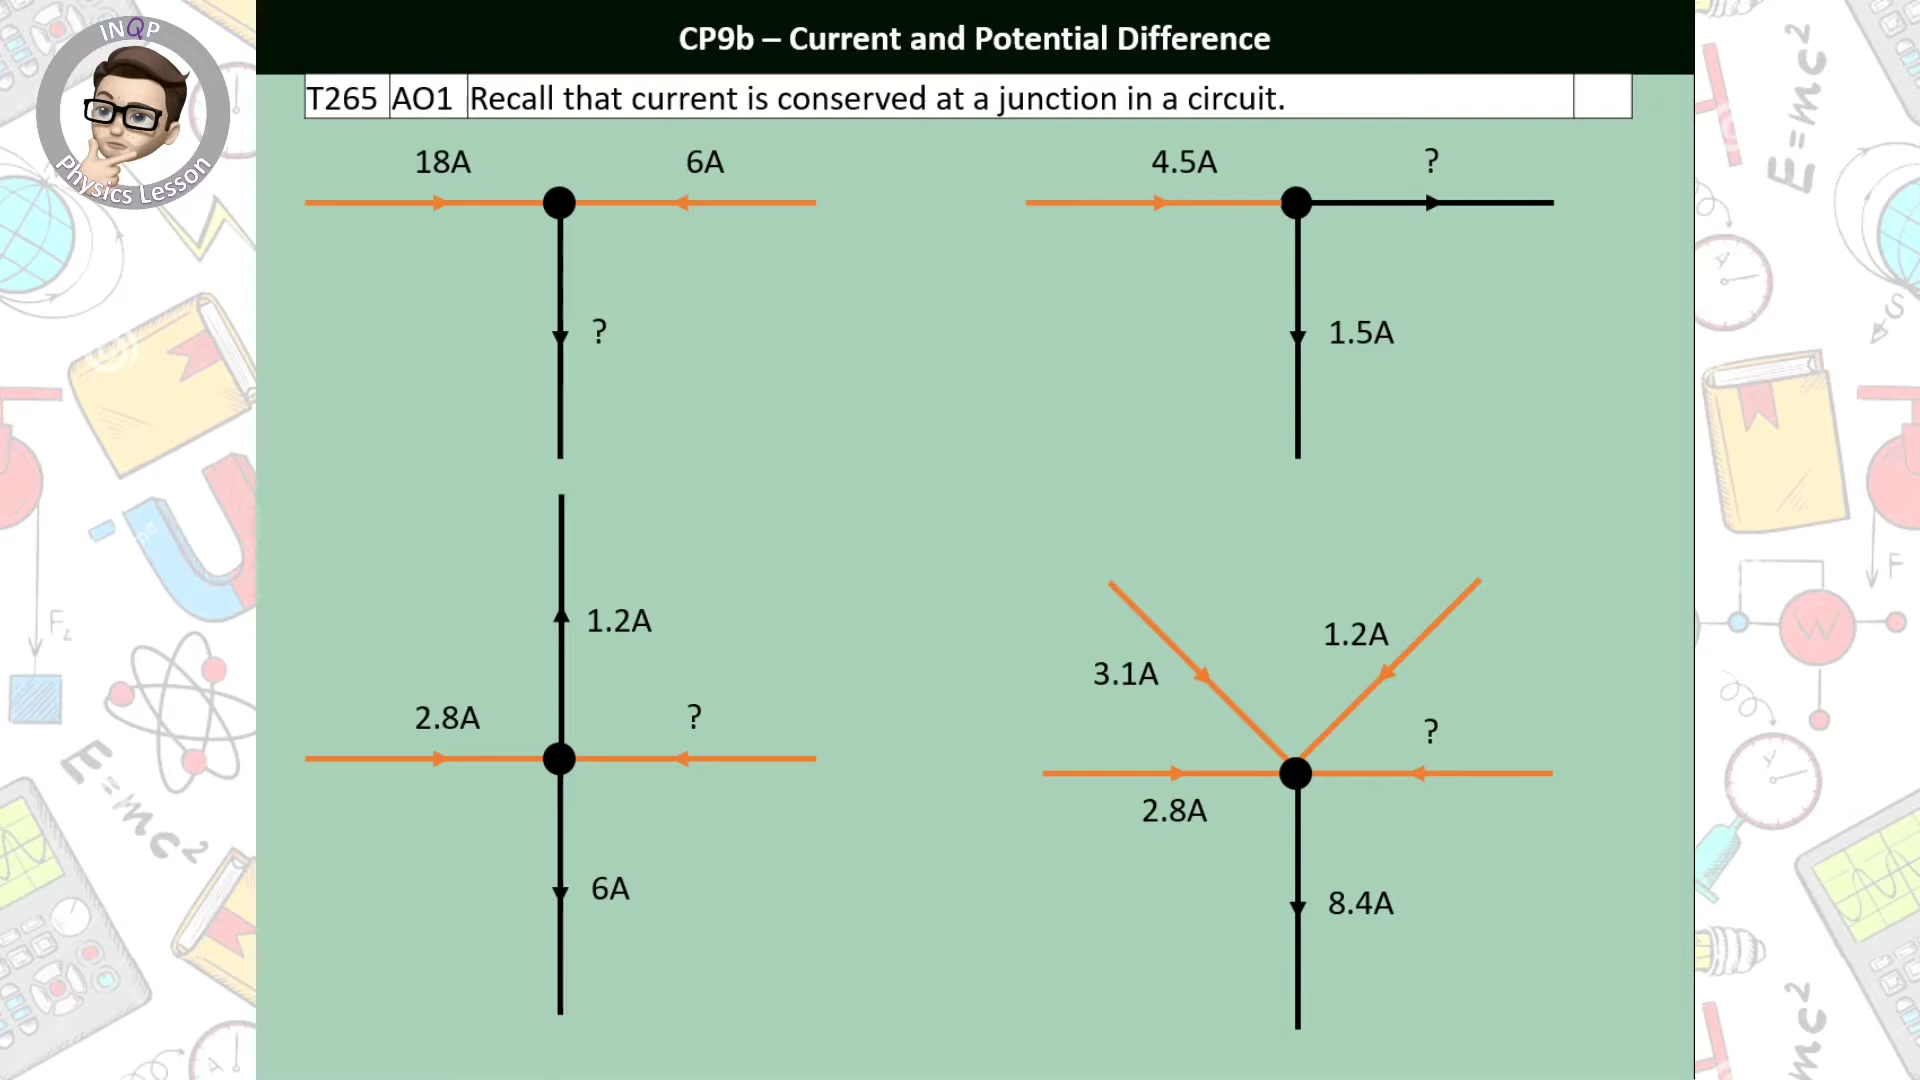 INQP
Physics Lesson
CP9b – Current and Potential Difference
T265 AO1 Recall that current is conserved at a junction in a circuit.
18A 6A
?
4.5A ?
1.5A
1.2A
2.8A ?
6A
3.1A 1.2A
?
2.8A
8.4A
E=mc²
E=mc²
mc²
F
F
S
W
A
A
A
A